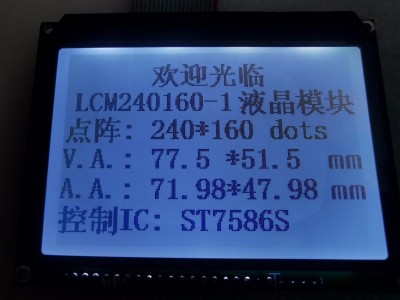 欢迎光临
LCM240160-1 液晶模块
点阵: 240*160 dots
V.A.: 77.5 *51.5 mm
A.A.: 71.98*47.98 mm
控制IC: ST7586S